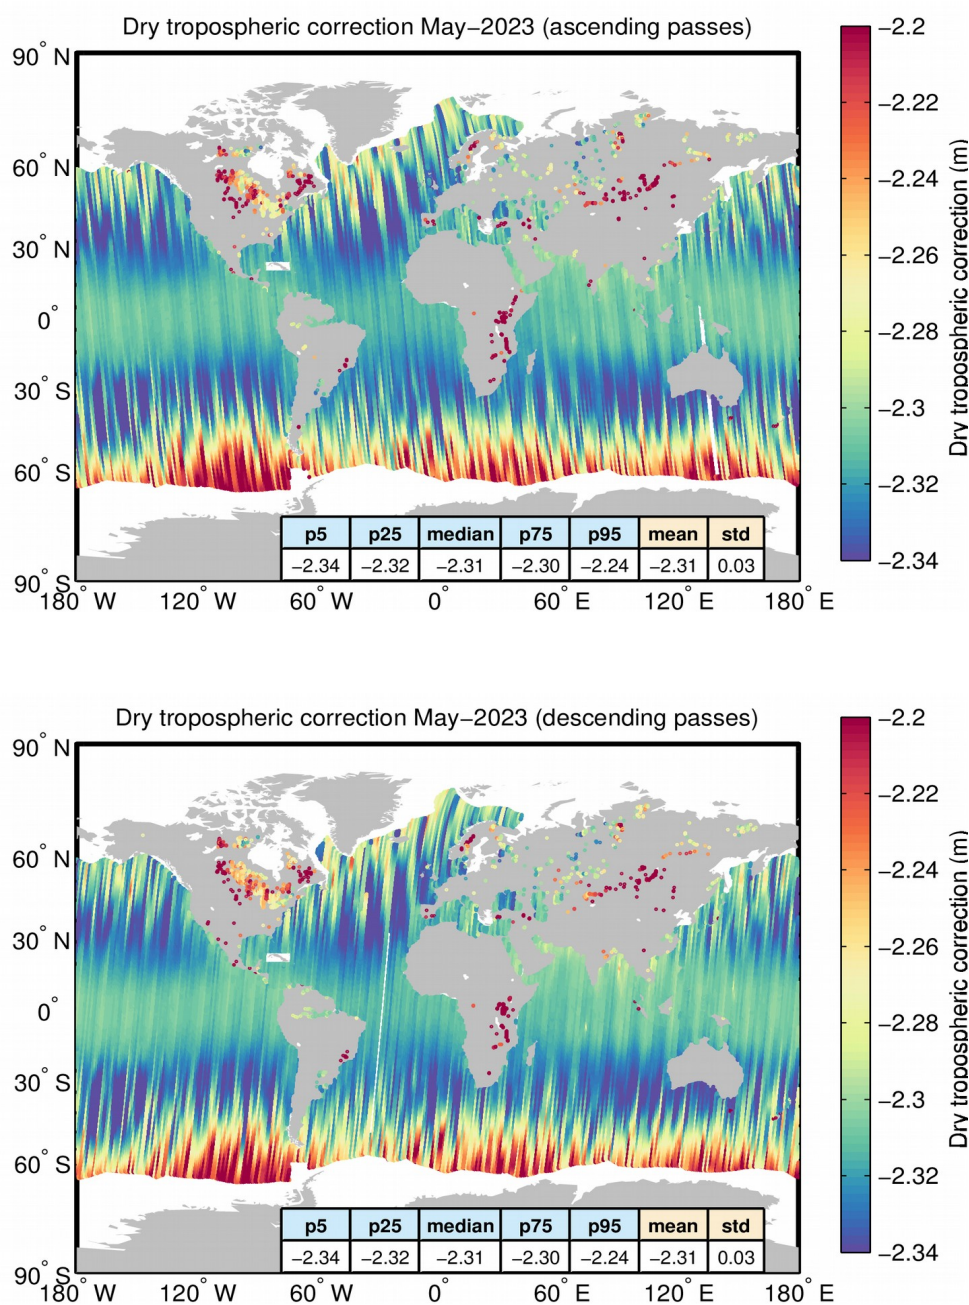 Dry tropospheric correction May−2023 (ascending passes)
90° N
60° N
30° N
0°
30° S
60° S
90° S
180° W 120° W 60° W 0° 60° E 120° E 180° E
p5 p25 median p75 p95 mean std
−2.34 −2.32 −2.31 −2.30 −2.24 −2.31 0.03
−2.2
−2.22
−2.24
−2.26
−2.28
−2.3
−2.32
−2.34
Dry tropospheric correction (m)
Dry tropospheric correction May−2023 (descending passes)
90° N
60° N
30° N
0°
30° S
60° S
90° S
180° W 120° W 60° W 0 60° E 120° E 180° E
p5 p25 median p75 p95 mean std
−2.34 −2.32 −2.31 −2.30 −2.24 −2.31 0.03
−2.2
−2.22
−2.24
−2.26
−2.28
−2.3
−2.32
−2.34
Dry tropospheric correction (m)